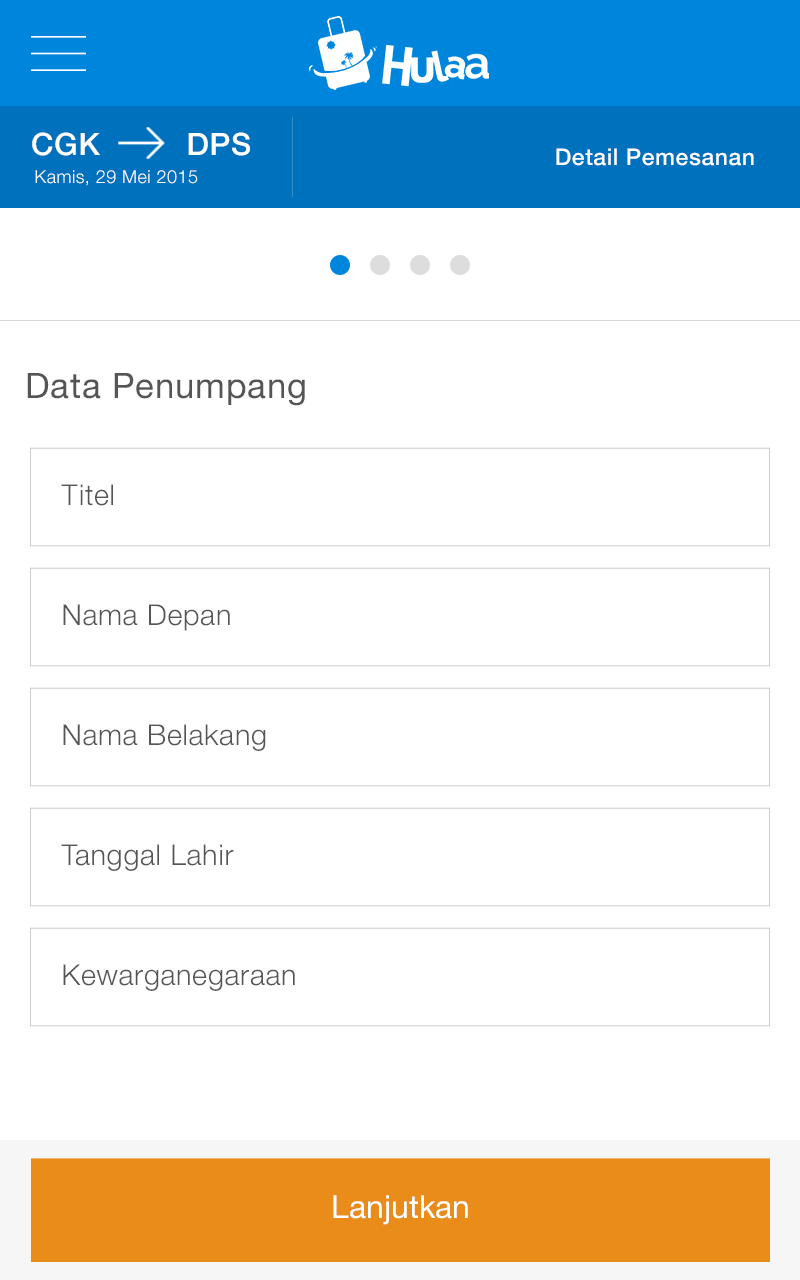 Hulaa
CGK → DPS
Kamis, 29 Mei 2015
Detail Pemesanan
Data Penumpang
Titel
Nama Depan
Nama Belakang
Tanggal Lahir
Kewarganegaraan
Lanjutkan